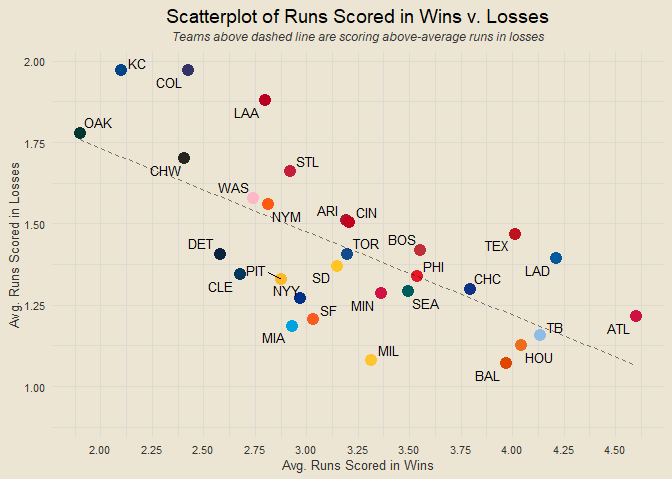 Scatterplot of Runs Scored in Wins v. Losses
Teams above dashed line are scoring above-average runs in losses
2.00
KC
COL
LAA
OAK
1.75
CHW
STL
WAS
NYM
ARI
CIN
1.50
DET
TOR
BOS
TEX
CLE
PIT
SD
PHI
LAD
NYY
CHC
1.25
MIN
SEA
SF
MIA
TB
ATL
MIL
HOU
BAL
1.00
Avg. Runs Scored in Losses
2.00 2.25 2.50 2.75 3.00 3.25 3.50 3.75 4.00 4.25 4.50
Avg. Runs Scored in Wins